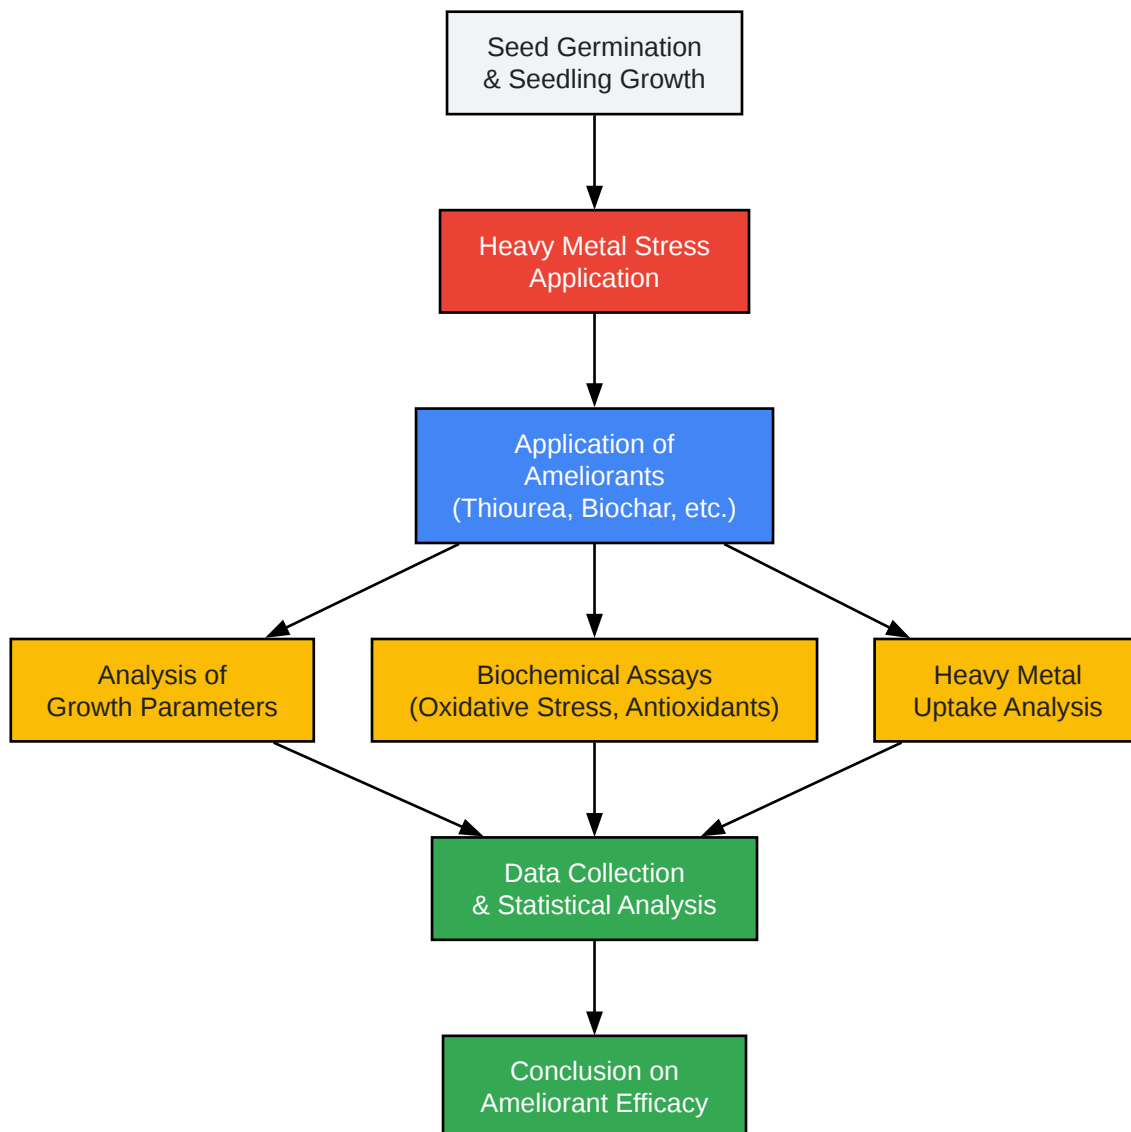 Seed Germination
& Seedling Growth
Heavy Metal Stress
Application
Application of
Ameliorants
(Thiourea, Biochar, etc.)
Analysis of
Growth Parameters
Biochemical Assays
(Oxidative Stress, Antioxidants)
Heavy Metal
Uptake Analysis
Data Collection
& Statistical Analysis
Conclusion on
Ameliorant Efficacy